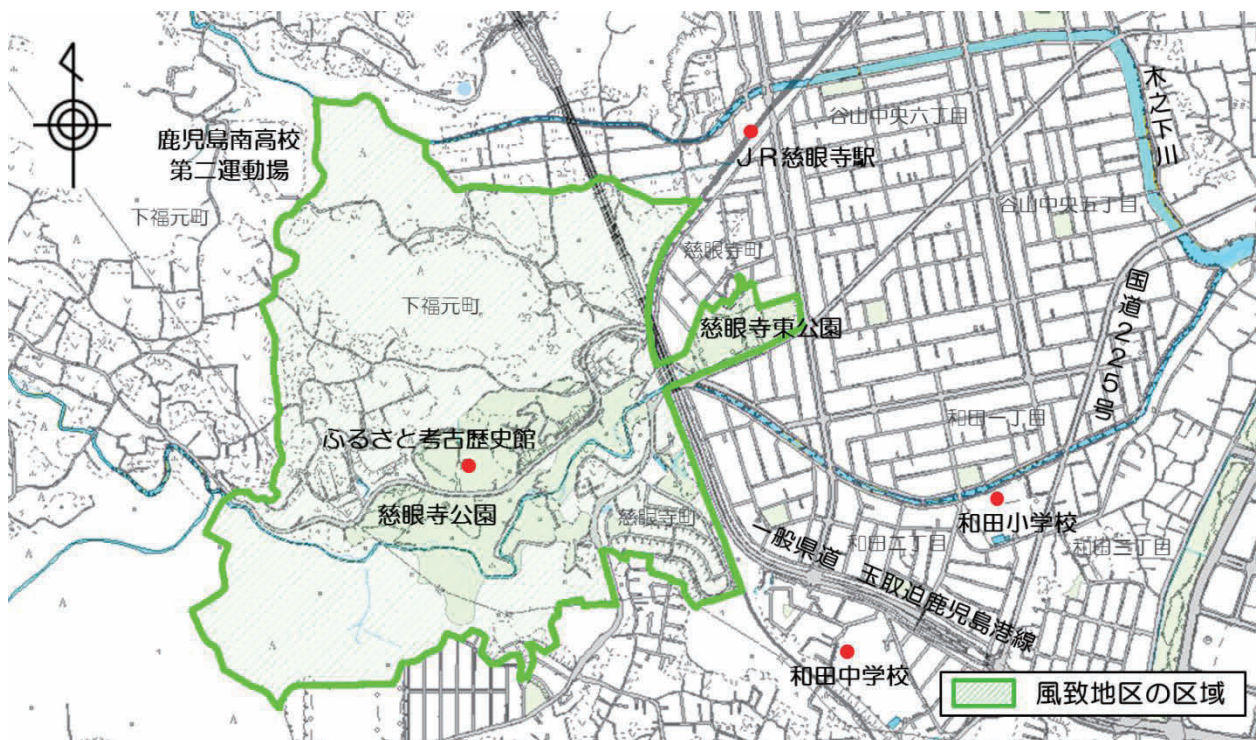 鹿児島南高校
第二運動場
下福元町
下福元町
ＪＲ慈眼寺駅
谷山中央六丁目
木之下川
谷山中央五丁目
慈眼寺町
慈眼寺東公園
国道２２５号
ふるさと考古歴史館
慈眼寺公園
慈眼寺町
和田一丁目
和田小学校
和田二丁目
和田三丁目
一般県道　玉取迫鹿児島港線
和田中学校
風致地区の区域